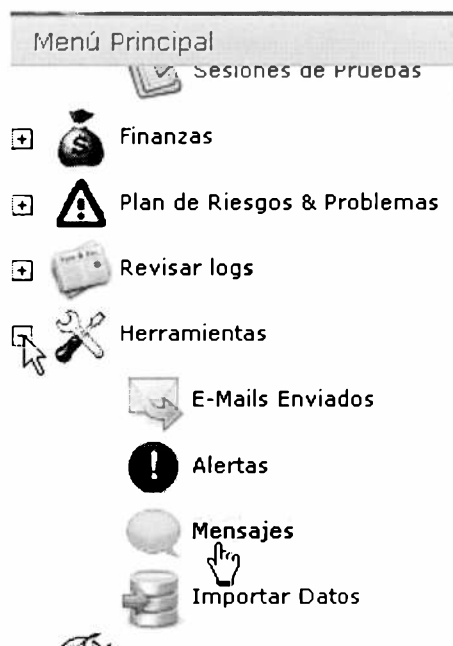 Menú Principal
Sesiones de Pruebas
Finanzas
Plan de Riesgos & Problemas
Revisar logs
Herramientas
E-Mails Enviados
Alertas
Mensajes
Importar Datos